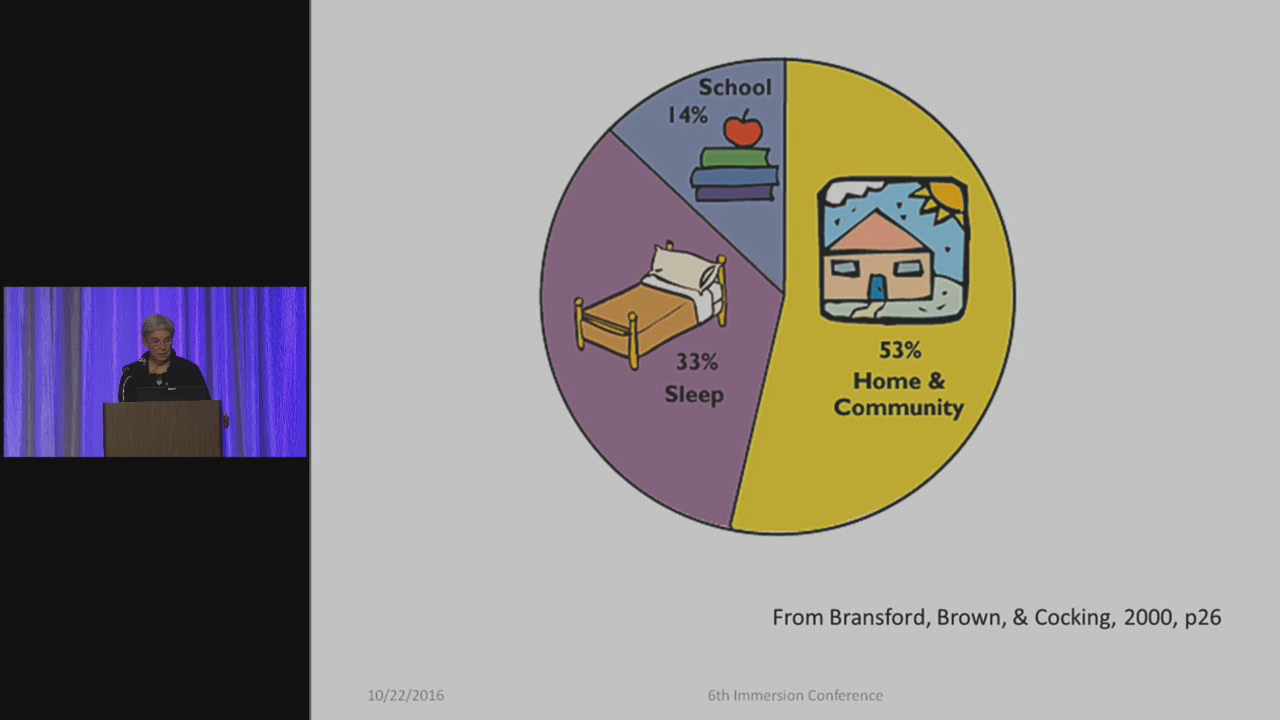 School
14%
53%
Home &
Community
33%
Sleep
From Bransford, Brown, & Cocking, 2000, p26
10/22/2016
6th Immersion Conference